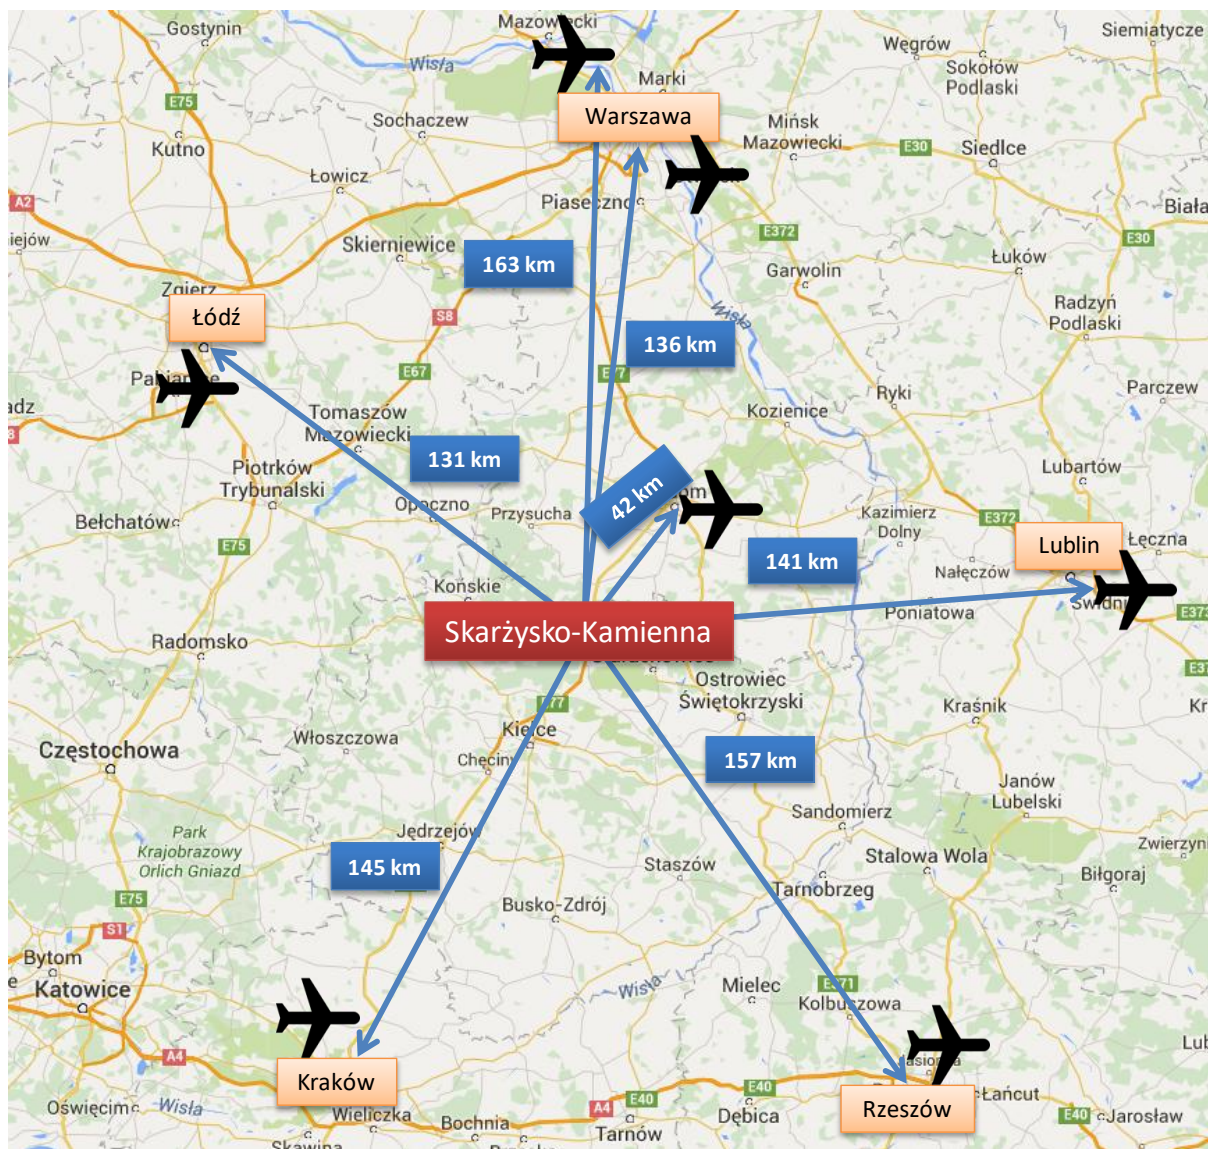 Gostynin
Mazowiecki
Siemiatycze
Węgrów
Sokołów
Podlaski
Wisła
Marki
E75
Warszawa
Sochaczew
Mińsk
Mazowiecki
E30
Siedlce
Kutno
Łowicz
A2
Piaseczno
Biała
Skierniewice
E372
E30
163 km
Garwolin
Łuków
Zgierz
Łódź
S8
Wisła
Radzyń
Podlaski
136 km
E67
E77
Ryki
Parczew
Tomaszów
Mazowiecki
Kozienice
131 km
Piotrków
Trybunalski
Lubartów
42 km
Opoczno
Przysucha
Kazimierz
Dolny
E372
Bełchatów
E75
Łęczna
Lublin
141 km
Nałęczów
Końskie
Poniatowa
E373
Skarżysko-Kamienna
Radomsko
Ostrowiec
Świętokrzyski
Kraśnik
E77
Kielce
Włoszczowa
Częstochowa
Chęciny
157 km
Janów
Lubelski
Sandomierz
Park
Krajobrazowy
Orlich Gniazd
Jędrzejów
145 km
Staszów
Stalowa Wola
Biłgoraj
Tarnobrzeg
E75
Busko-Zdrój
S1
Bytom
Katowice
Wisła
Mielec
Kolbuszowa
A4
Kraków
Rzeszów
Łańcut
E40
Oświęcim
Wisła
Wieliczka
Bochnia
A4
E40
Tarnów
Dębica
E40
Jarosław
Skawina